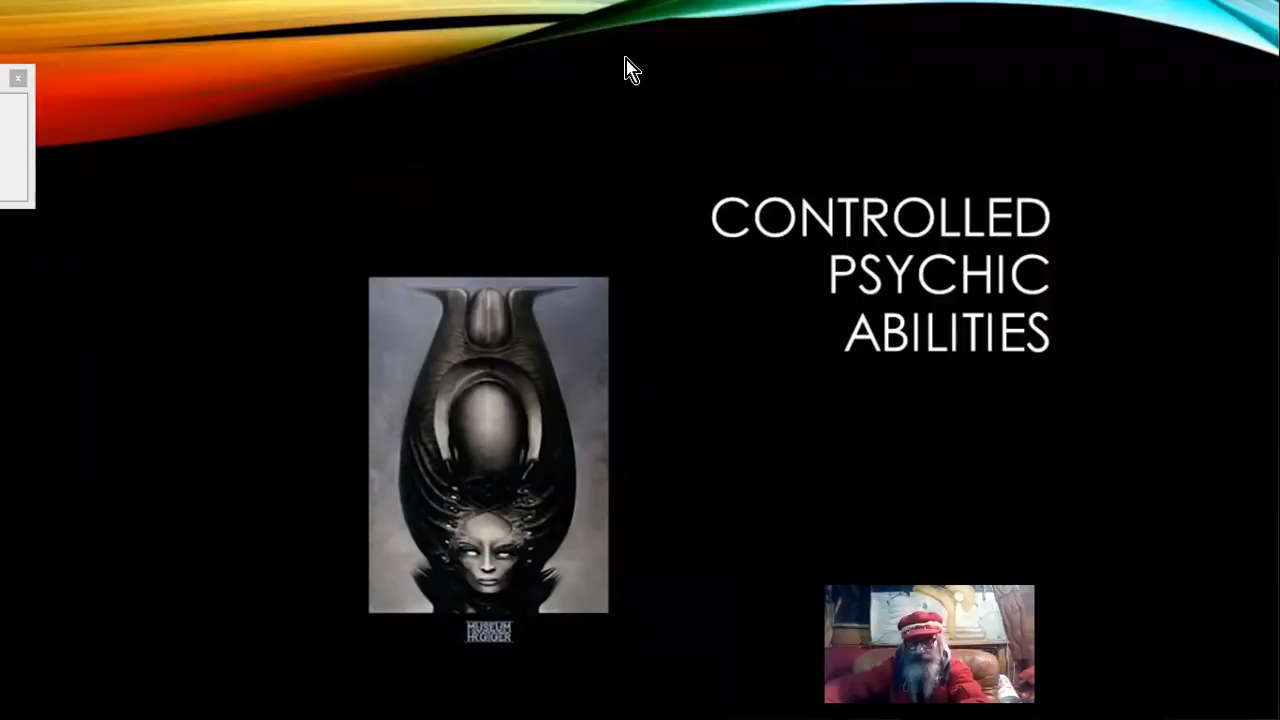 CONTROLLED
PSYCHIC
ABILITIES
MUSEUM
HR GIGER